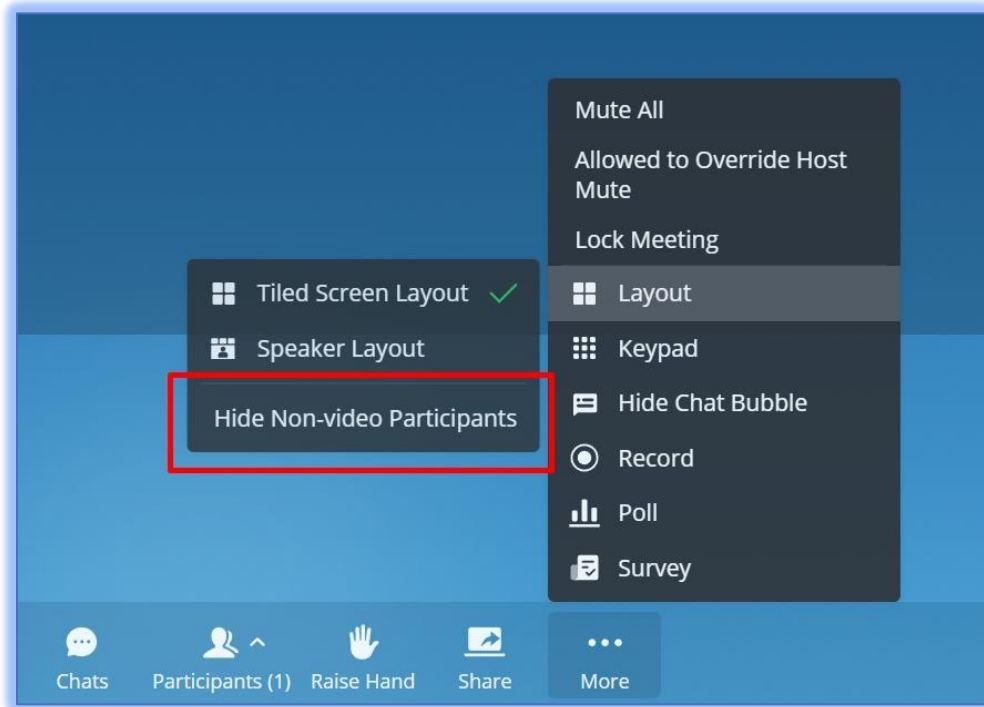 Mute All
Allowed to Override Host
Mute
Lock Meeting
Layout
Keypad
Hide Chat Bubble
Record
Poll
Survey
Tiled Screen Layout
Speaker Layout
Hide Non-video Participants
Chats
Participants (1)
Raise Hand
Share
More